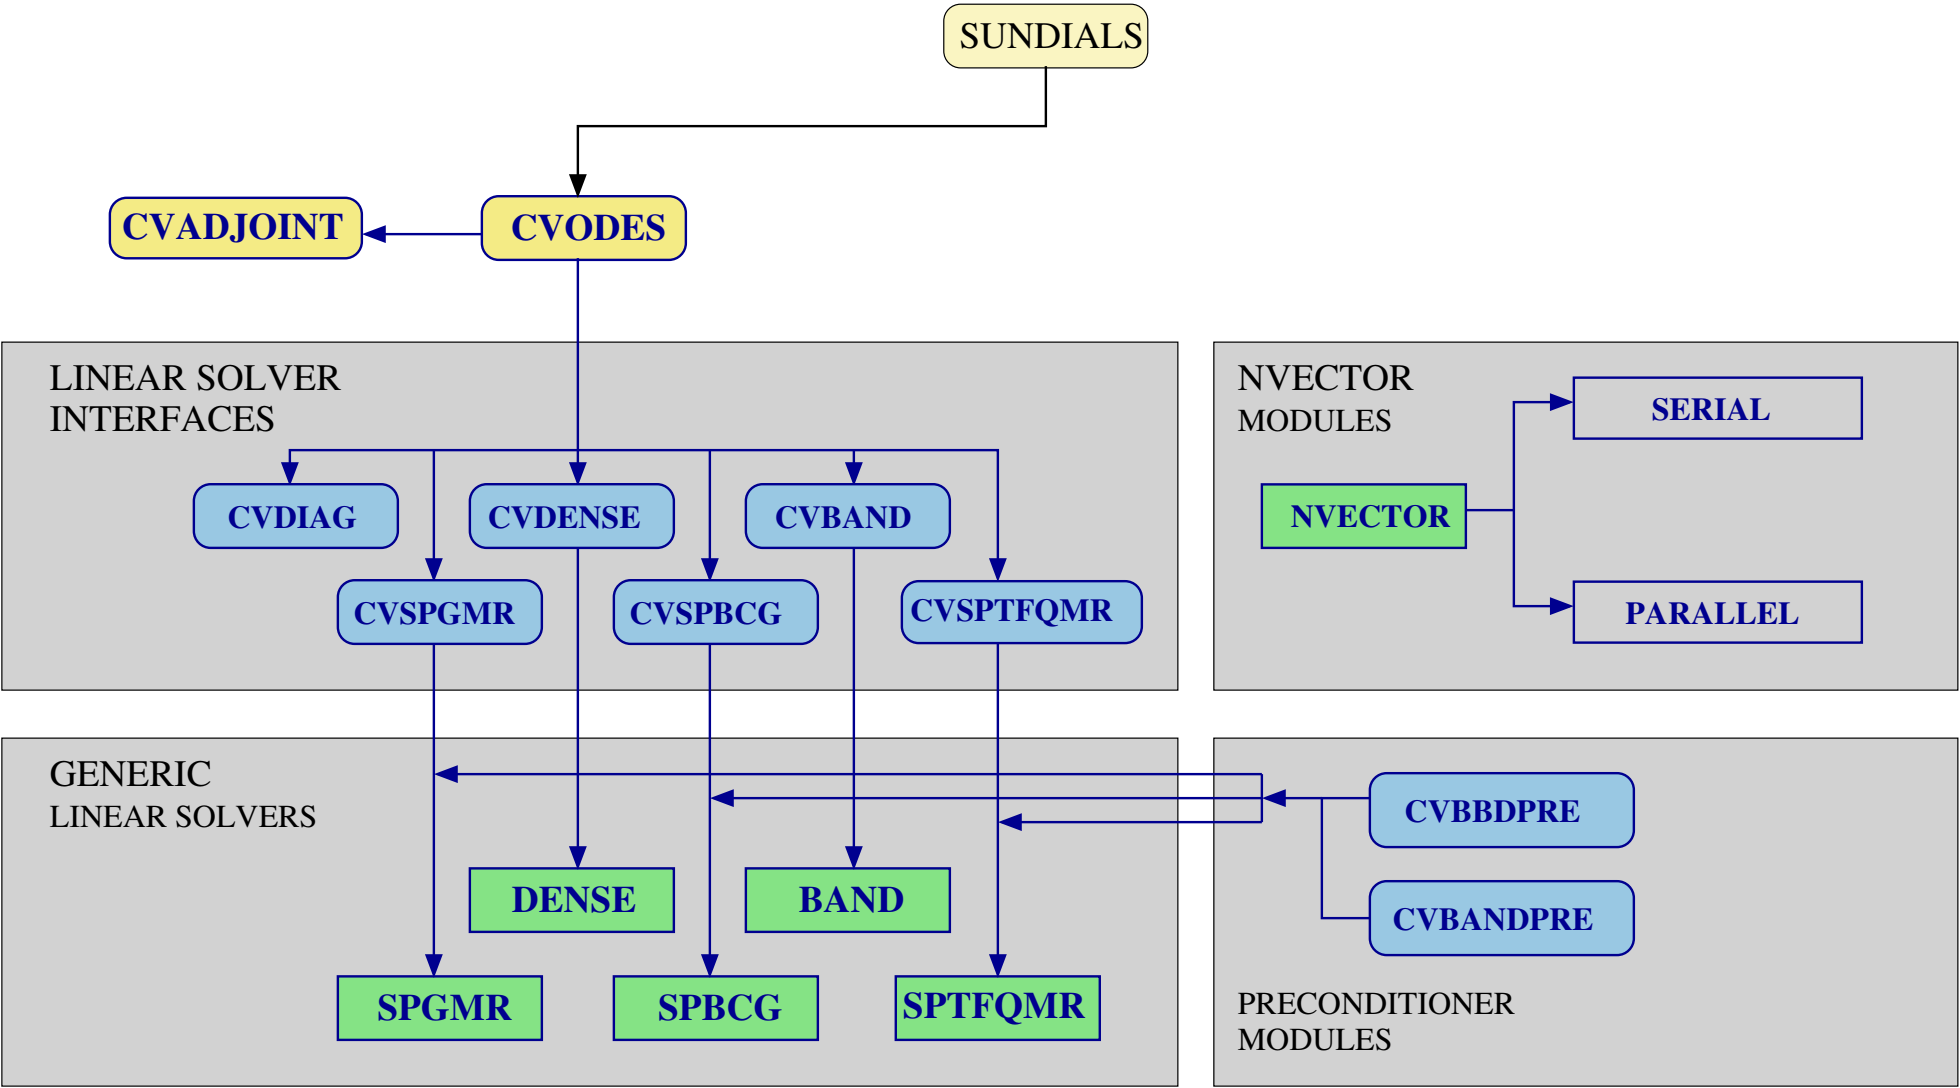 SUNDIALS
CVADJOINT
CVODES
LINEAR SOLVER
INTERFACES
CVDIAG
CVDENSE
CVBAND
CVSPGMR
CVSPBCG
CVSPTFQMR
NVECTOR
MODULES
SERIAL
NVECTOR
PARALLEL
GENERIC
LINEAR SOLVERS
DENSE
BAND
SPGMR
SPBCG
SPTFQMR
CVBBDPRE
CVBANDPRE
PRECONDITIONER
MODULES